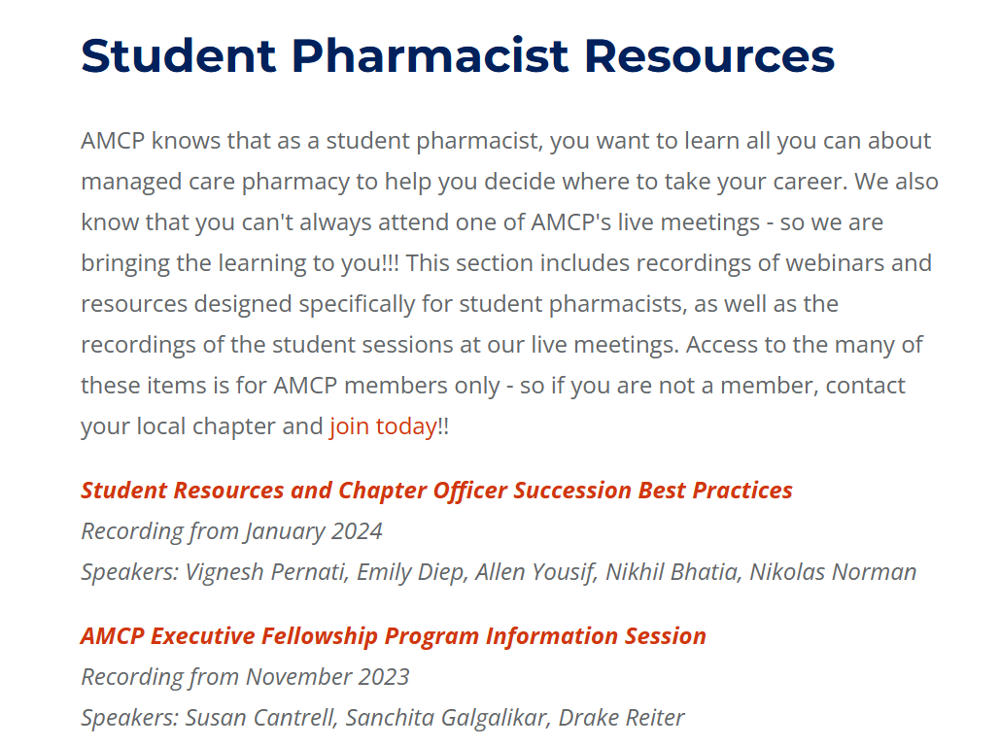 Student Pharmacist Resources
AMCP knows that as a student pharmacist, you want to learn all you can about
managed care pharmacy to help you decide where to take your career. We also
know that you can't always attend one of AMCP's live meetings - so we are
bringing the learning to you!!! This section includes recordings of webinars and
resources designed specifically for student pharmacists, as well as the
recordings of the student sessions at our live meetings. Access to the many of
these items is for AMCP members only - so if you are not a member, contact
your local chapter and join today!!
Student Resources and Chapter Officer Succession Best Practices
Recording from January 2024
Speakers: Vignesh Pernati, Emily Diep, Allen Yousif, Nikhil Bhatia, Nikolas Norman
AMCP Executive Fellowship Program Information Session
Recording from November 2023
Speakers: Susan Cantrell, Sanchita Galgalikar, Drake Reiter